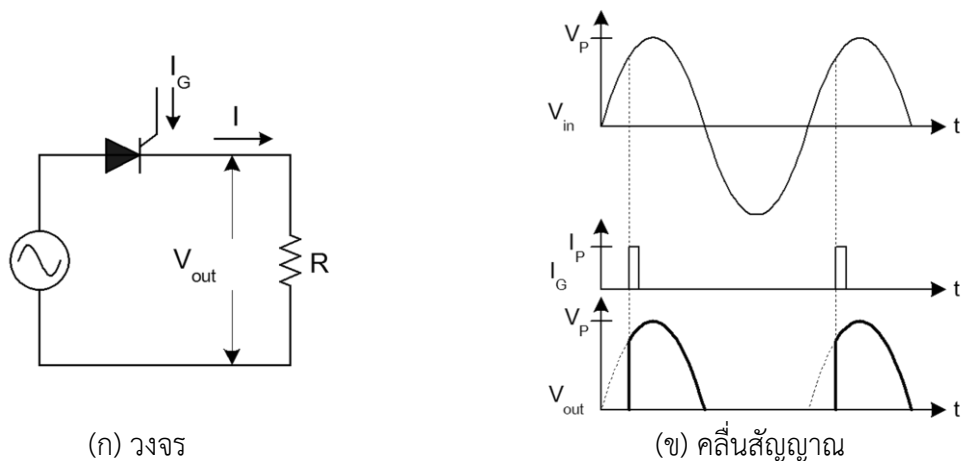 I_G
I
V_out
R
(ก) วงจร
V_P
V_in
t
I_P
I_G
t
V_P
V_out
t
(ข) คลื่นสัญญาณ